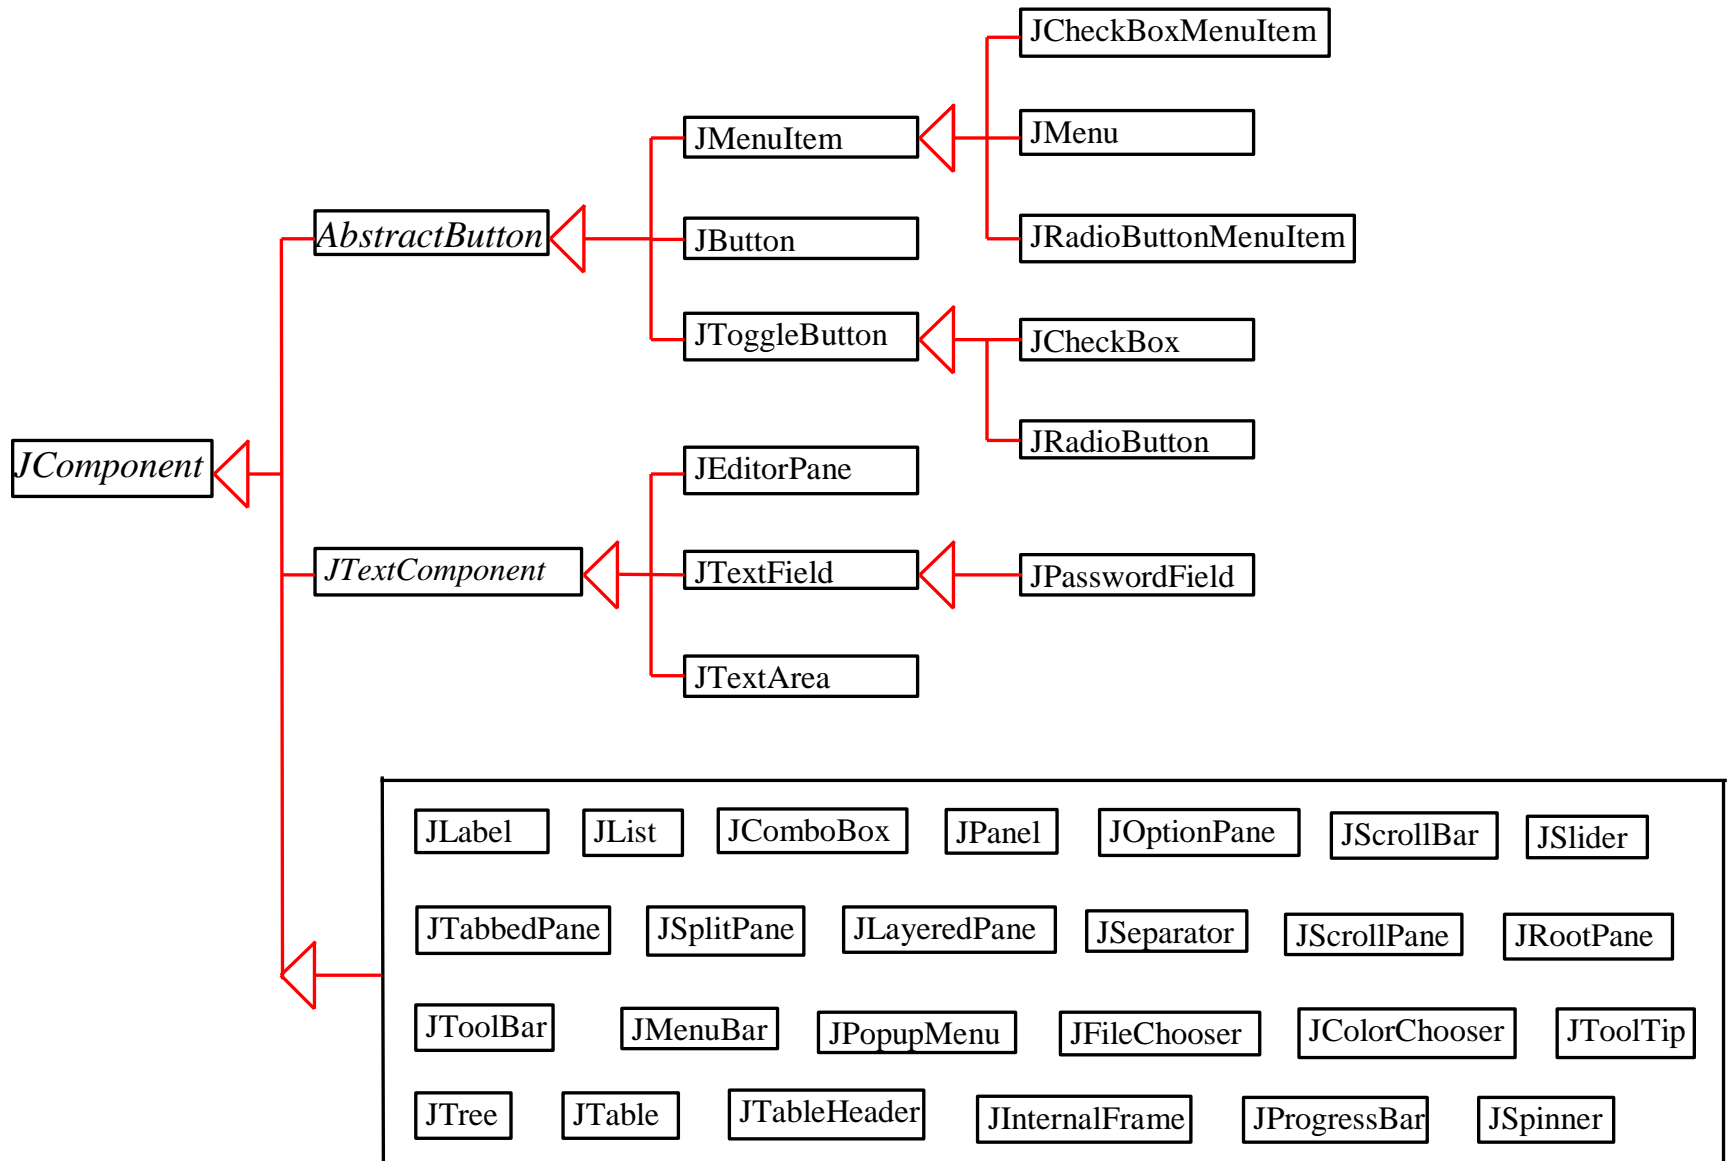 JCheckBoxMenuItem
JMenuItem
JMenu
AbstractButton
JButton
JRadioButtonMenuItem
JToggleButton
JCheckBox
JRadioButton
JComponent
JEditorPane
JTextComponent
JTextField
JPasswordField
JTextArea
JLabel JList JComboBox JPanel JOptionPane JScrollBar JSlider
JTabbedPane JSplitPane JLayeredPane JSeparator JScrollPane JRootPane
JToolBar JMenuBar JPopupMenu JFileChooser JColorChooser JToolTip
JTree JTable JTableHeader JInternalFrame JProgressBar JSpinner